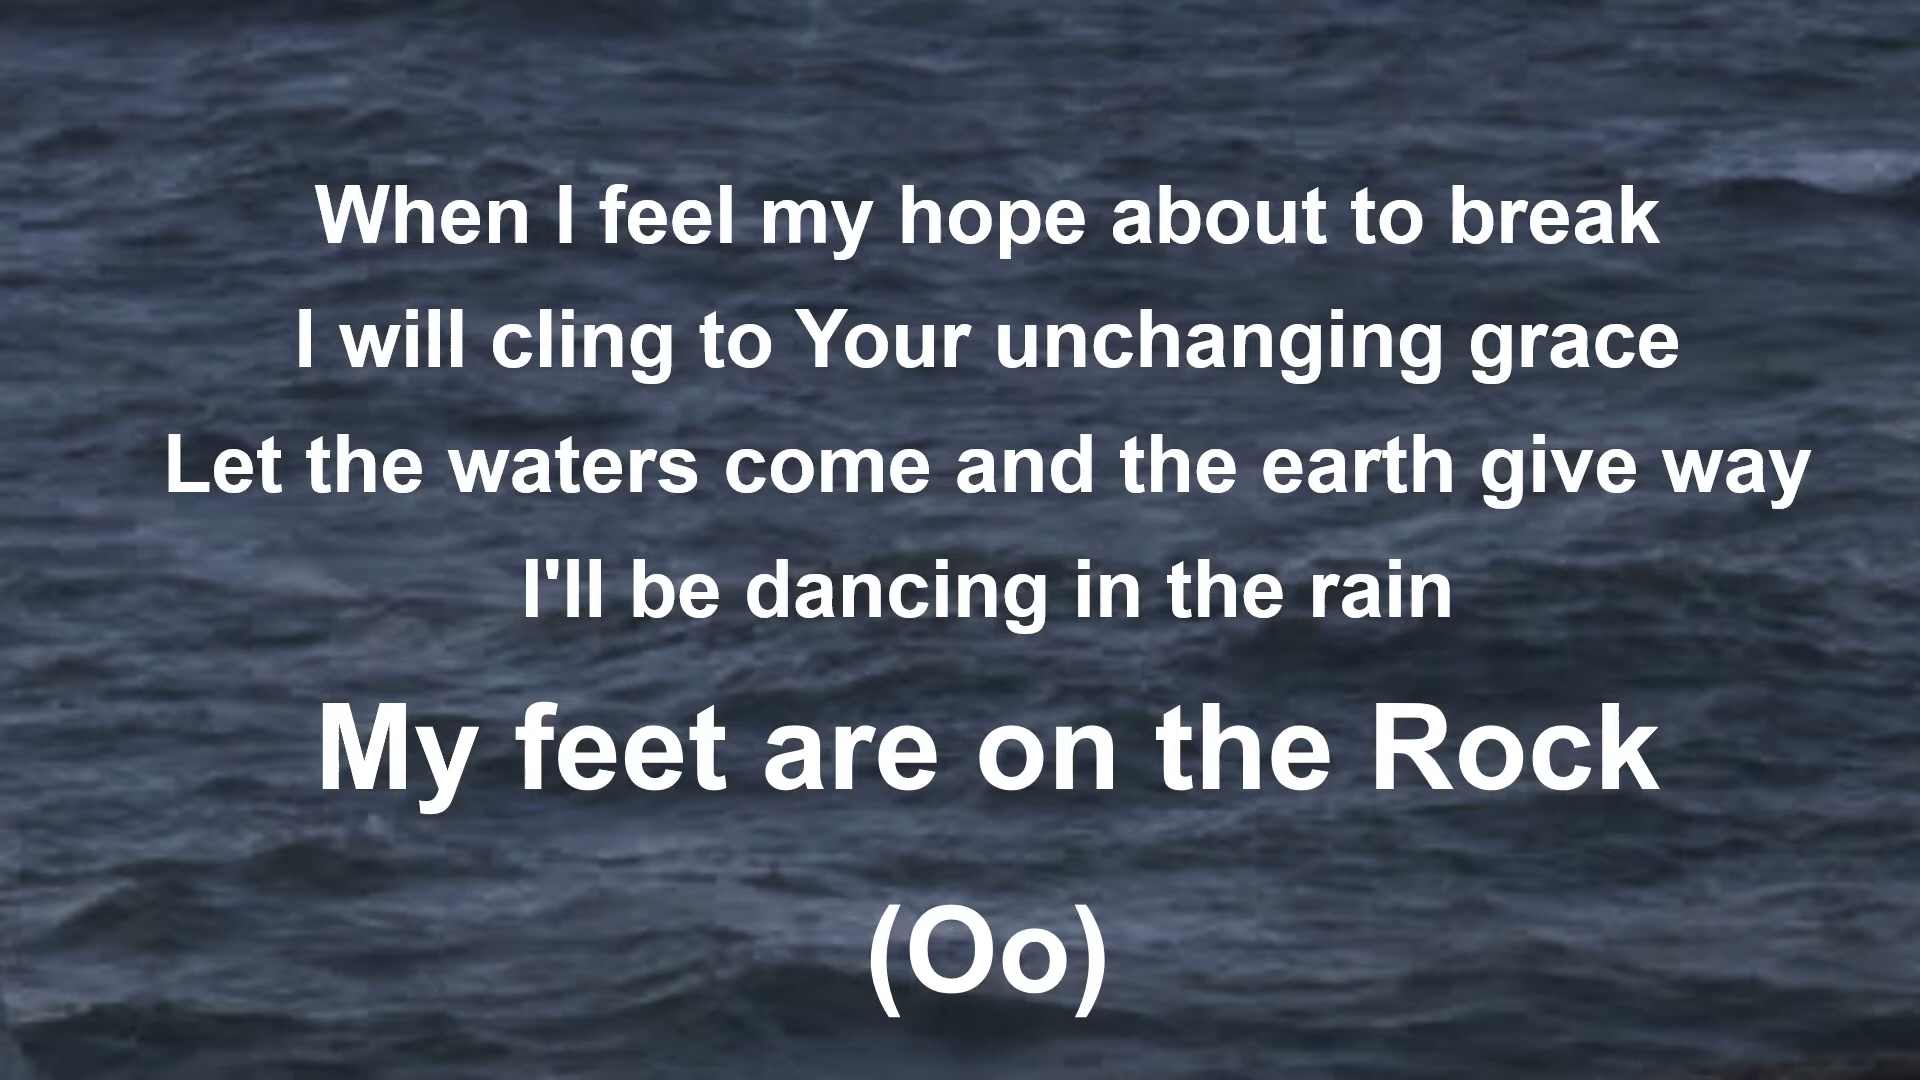 When I feel my hope about to break
I will cling to Your unchanging grace
Let the waters come and the earth give way
I'll be dancing in the rain
My feet are on the Rock
(Oo)